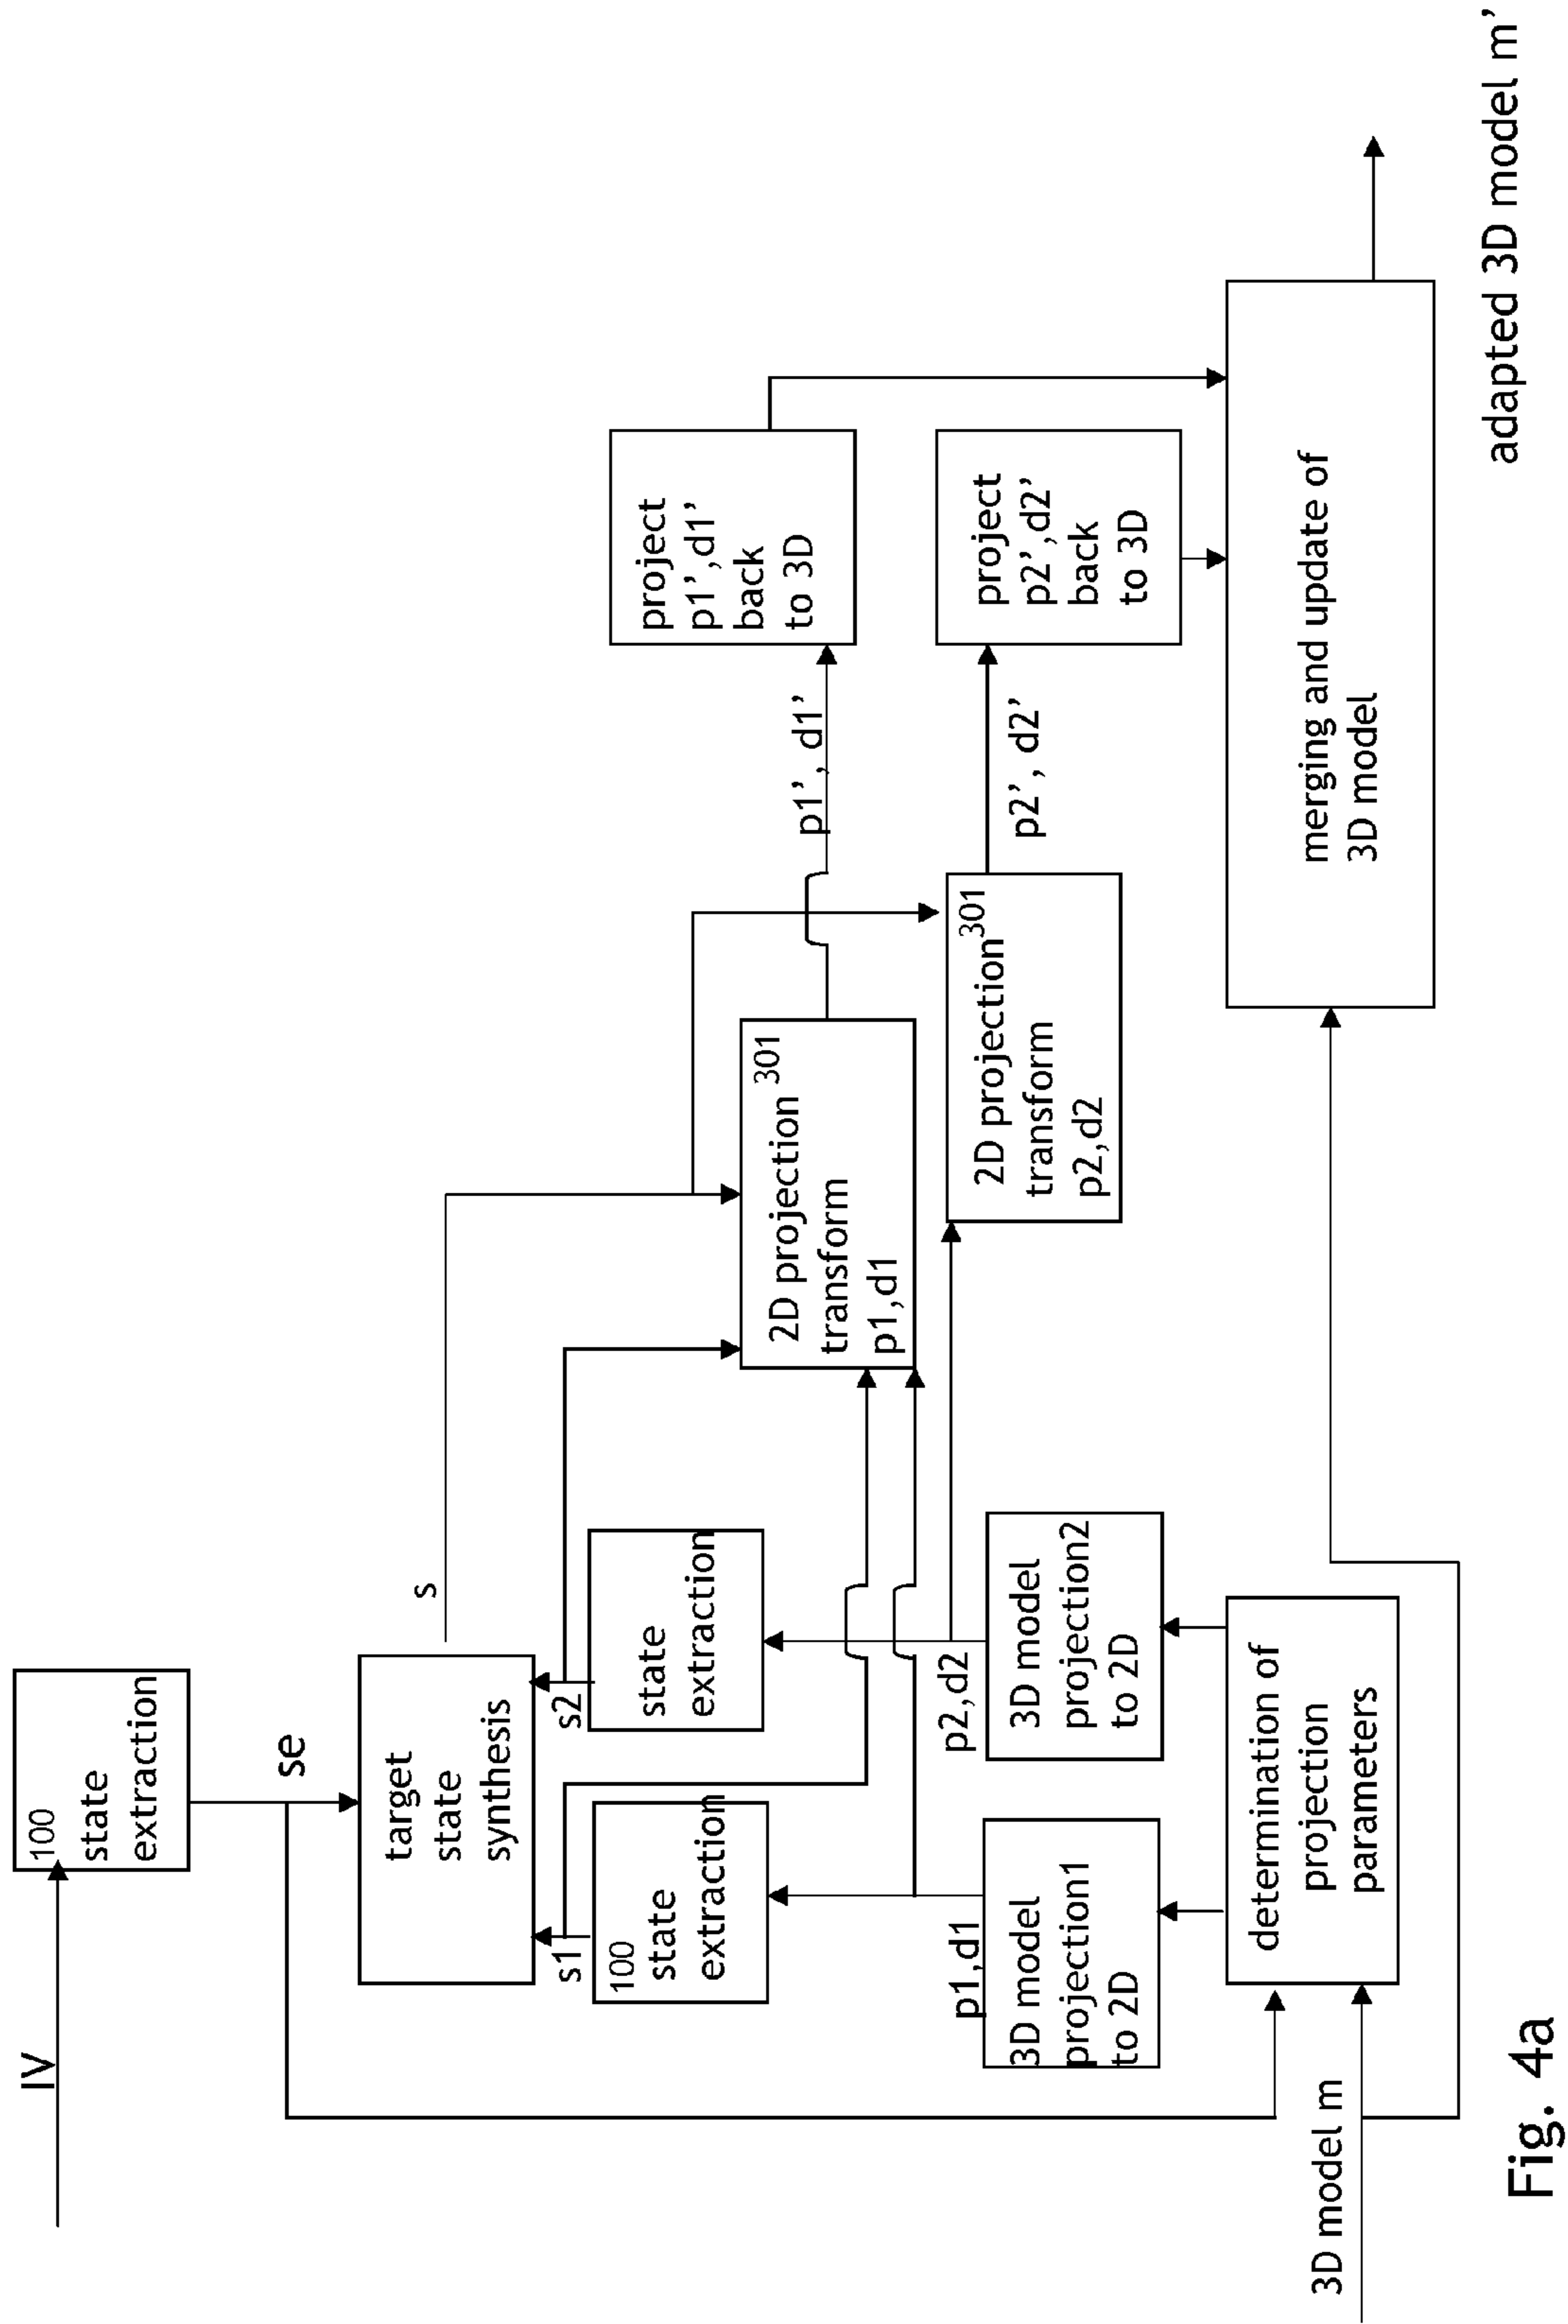 IV
100
state
extraction
se
target
state
synthesis
s
s1
s2
100
state
extraction
state
extraction
p1,d1
p2,d2
3D model
projection1
to 2D
3D model
projection2
to 2D
determination of
projection
parameters
3D model m
2D projection 301
transform
p1,d1
2D projection 301
transform
p2,d2
p1’, d1’
p2’, d2’
project
p1’,d1’
back
to 3D
project
p2’,d2’
back
to 3D
merging and update of
3D model
adapted 3D model m’
Fig. 4a